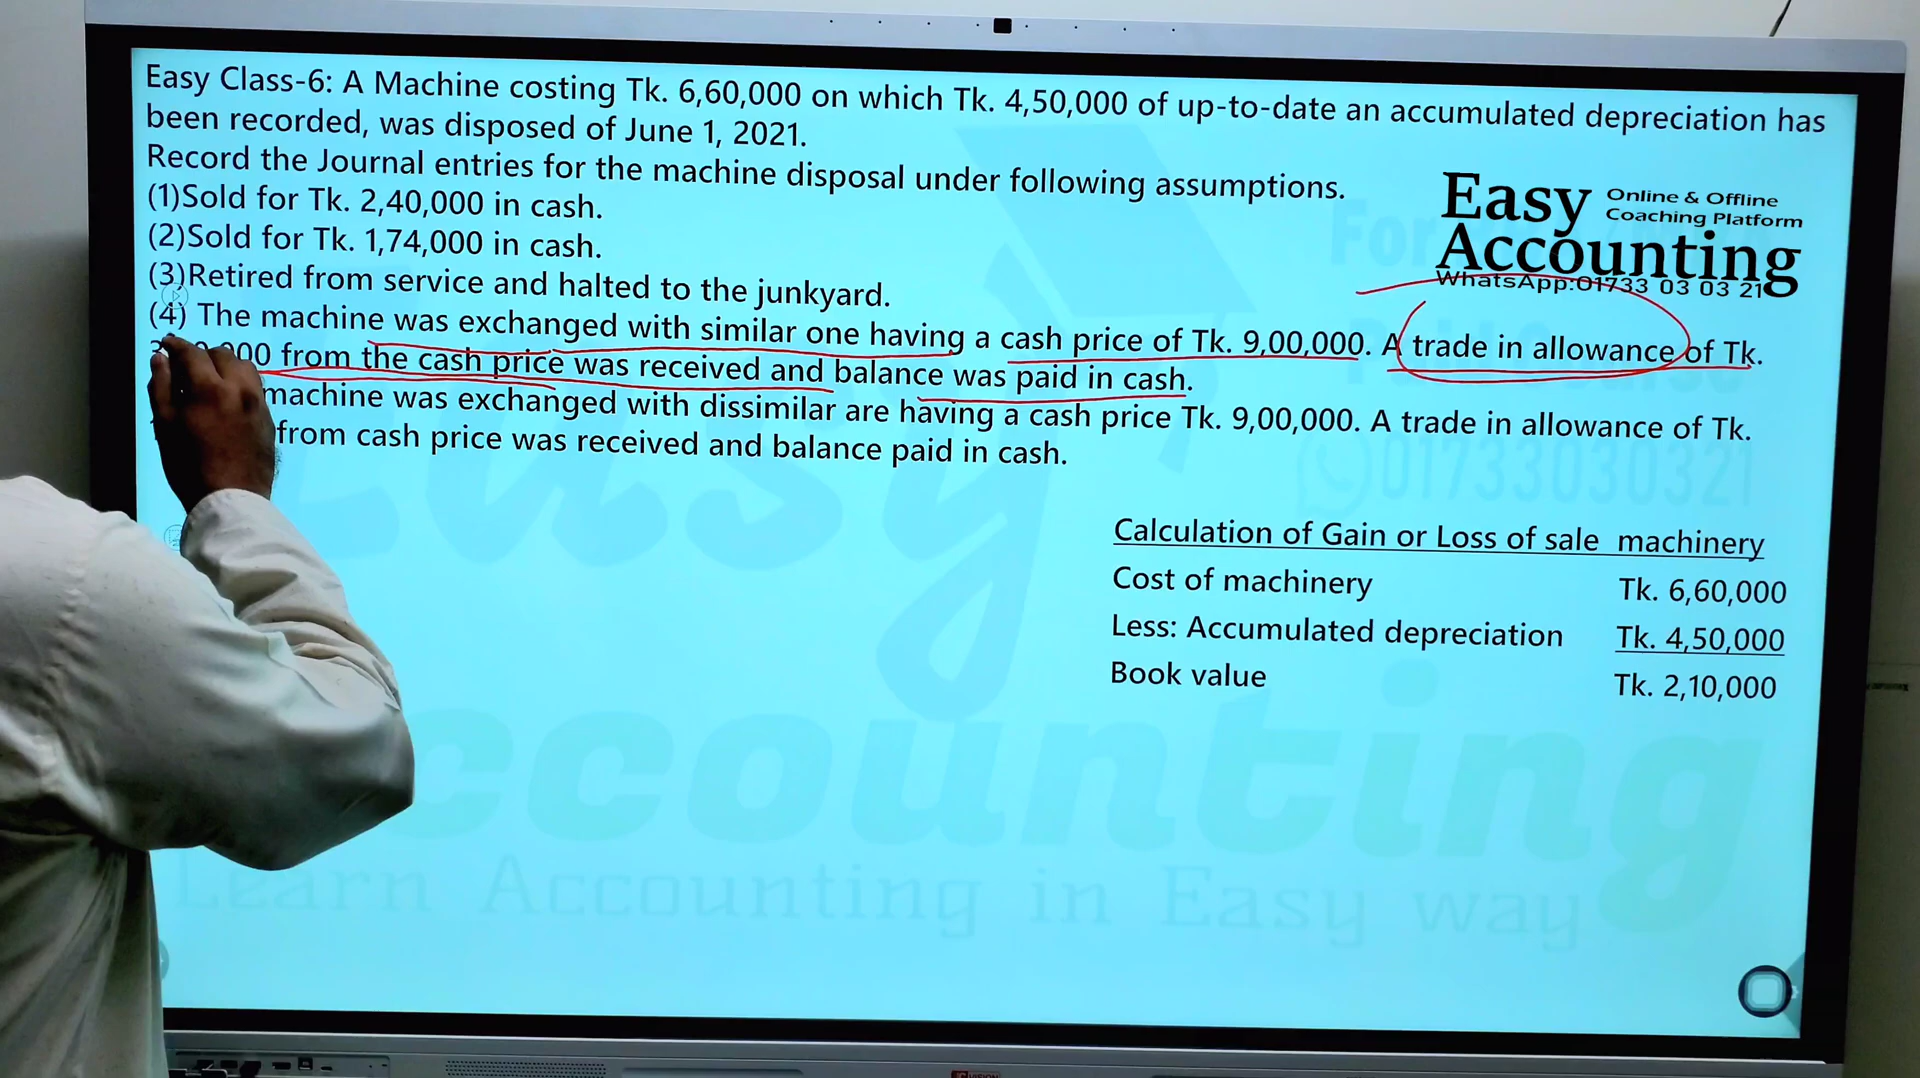 Easy Class-6: A Machine costing Tk. 6,60,000 on which Tk. 4,50,000 of up-to-date an accumulated depreciation has
been recorded, was disposed of June 1, 2021.
Record the Journal entries for the machine disposal under following assumptions.
(1)Sold for Tk. 2,40,000 in cash.
(2)Sold for Tk. 1,74,000 in cash.
(3)Retired from service and halted to the junkyard.
(4) The machine was exchanged with similar one having a cash price of Tk. 9,00,000. A trade in allowance of Tk.
from the cash price was received and balance was paid in cash.
machine was exchanged with dissimilar are having a cash price Tk. 9,00,000. A trade in allowance of Tk.
from cash price was received and balance paid in cash.
Easy Online & Offline
Coaching Platform
Accounting
WhatsApp:01733 03 03 21
Calculation of Gain or Loss of sale machinery
Cost of machinery Tk. 6,60,000
Less: Accumulated depreciation Tk. 4,50,000
Book value Tk. 2,10,000
For
01733030321
Easy
Accounting
Learn Accounting in Easy way